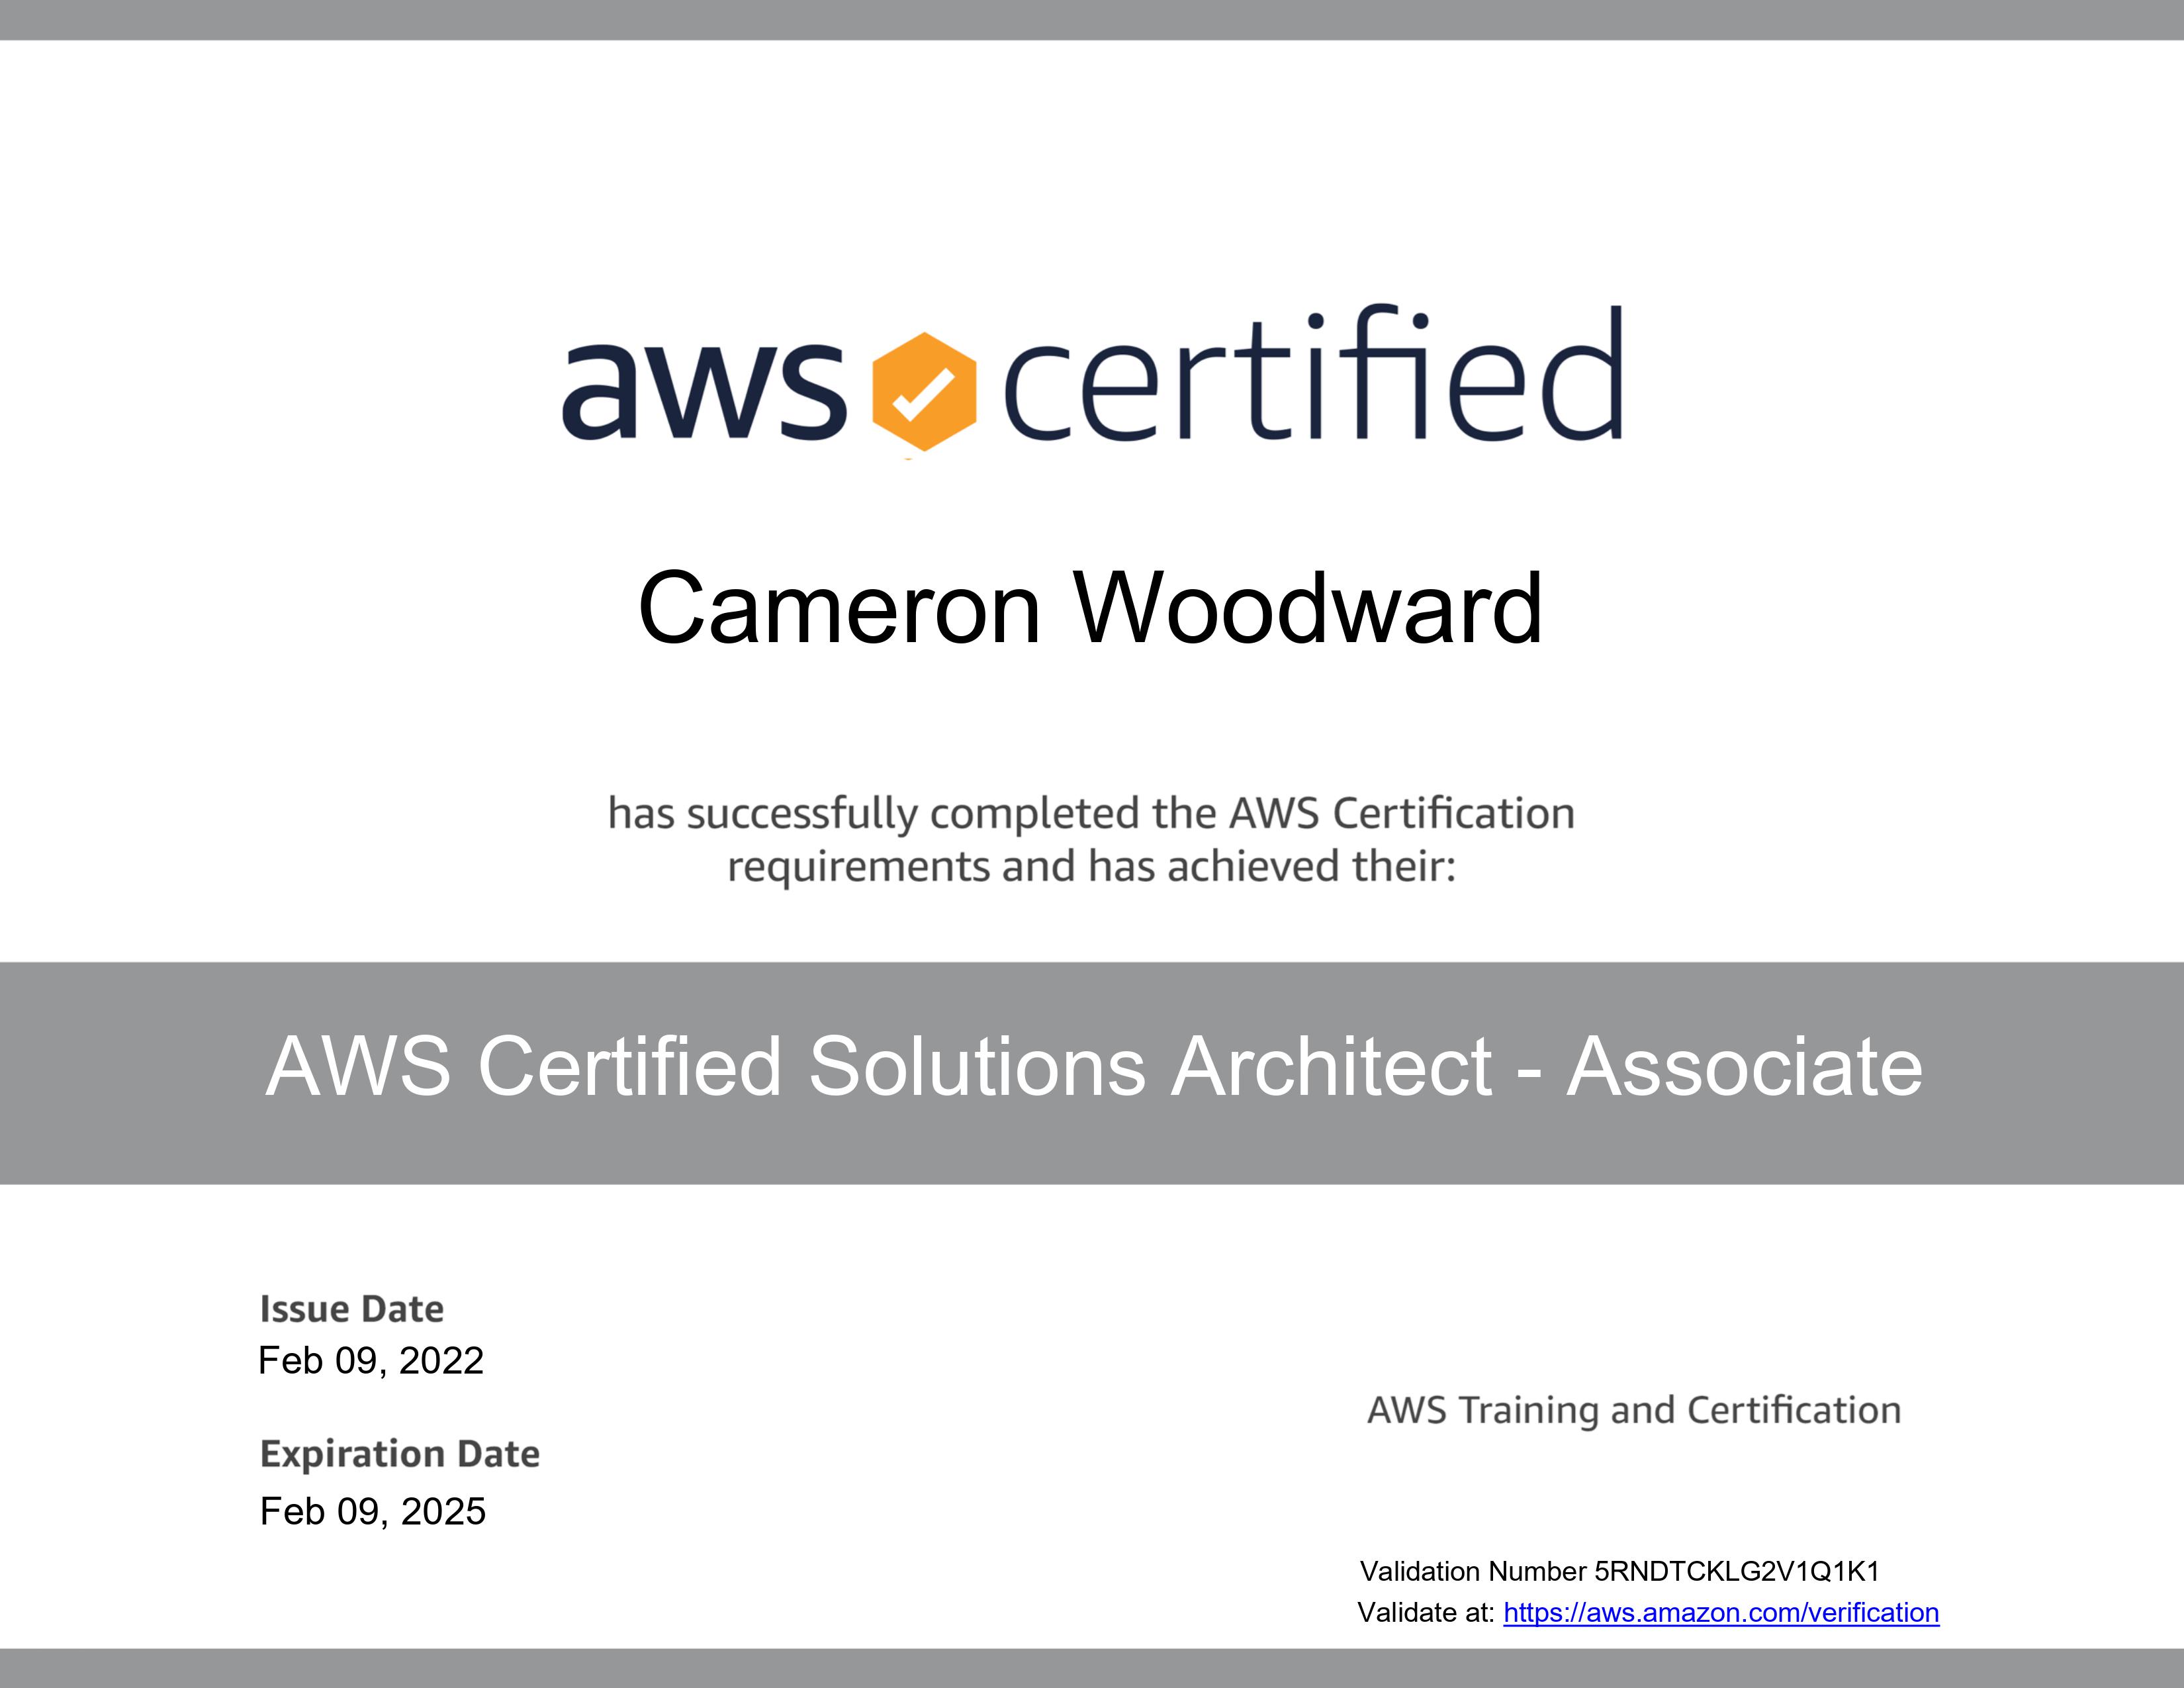 aws certified
Cameron Woodward
has successfully completed the AWS Certification
requirements and has achieved their:
AWS Certified Solutions Architect - Associate
Issue Date
Feb 09, 2022
Expiration Date
Feb 09, 2025
AWS Training and Certification
Validation Number 5RNDTCKLG2V1Q1K1
Validate at: https://aws.amazon.com/verification